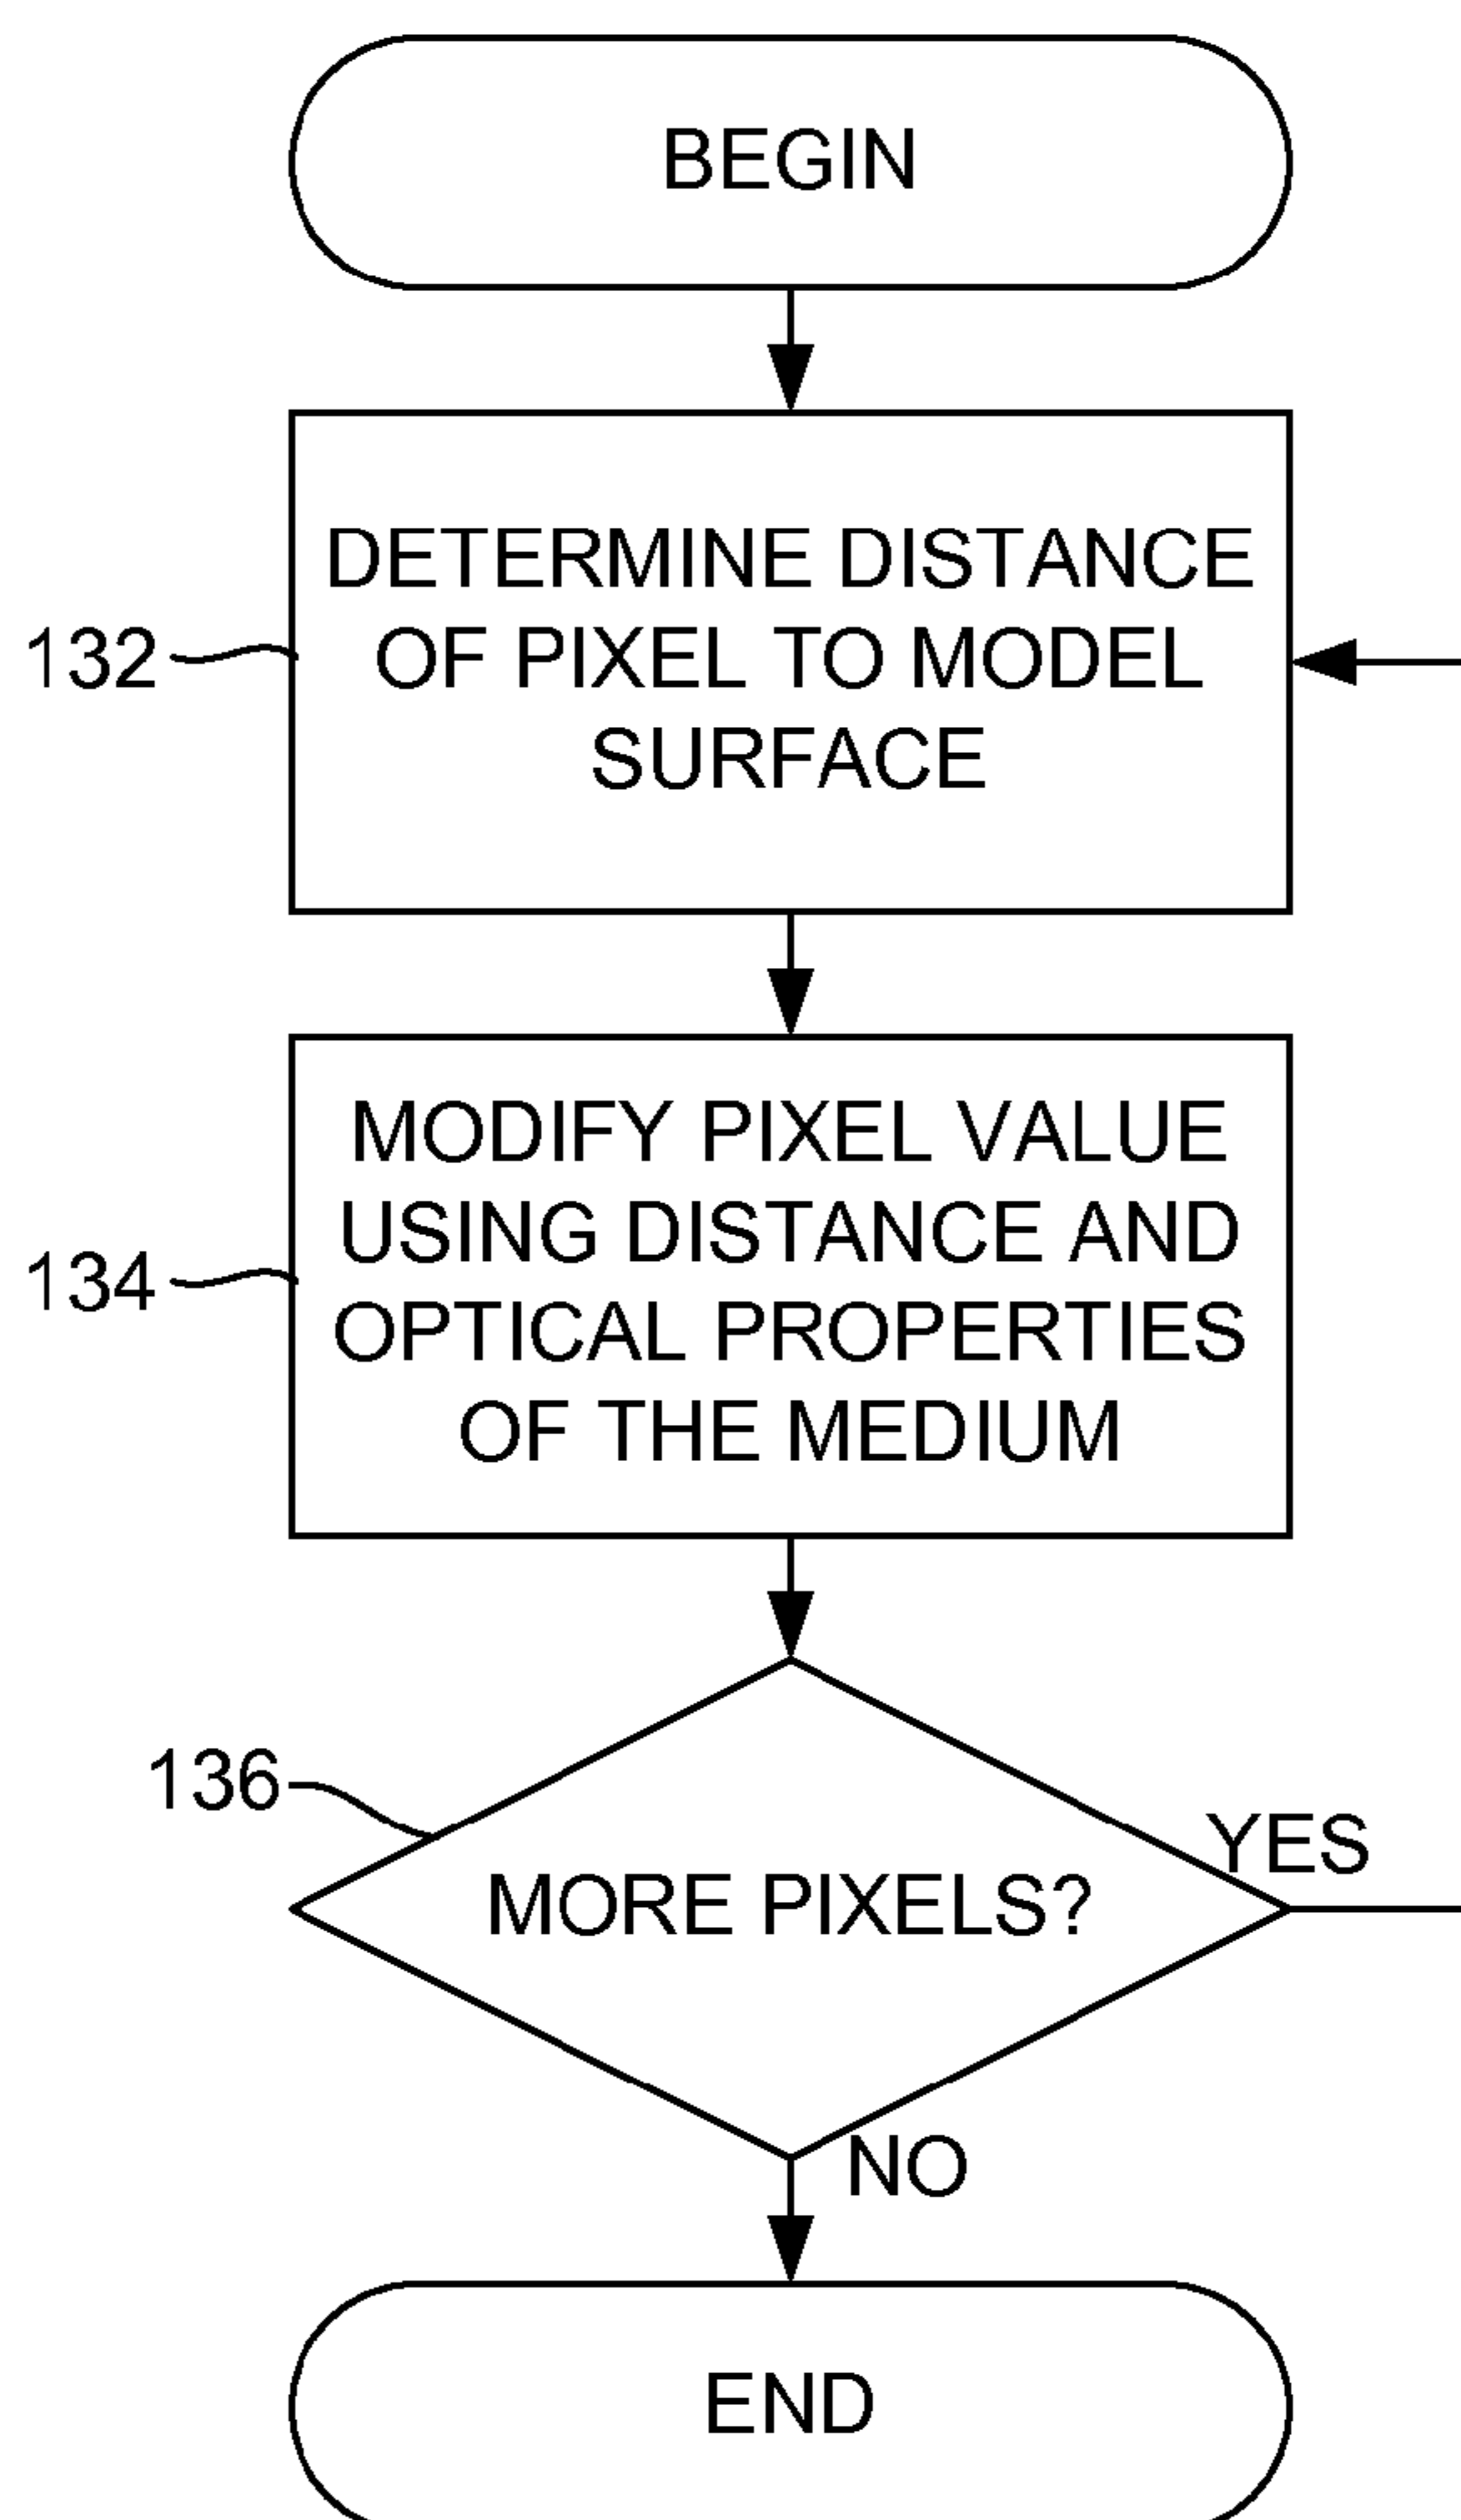 BEGIN
DETERMINE DISTANCE
OF PIXEL TO MODEL
SURFACE
132
MODIFY PIXEL VALUE
USING DISTANCE AND
OPTICAL PROPERTIES
OF THE MEDIUM
134
136
MORE PIXELS?
YES
NO
END